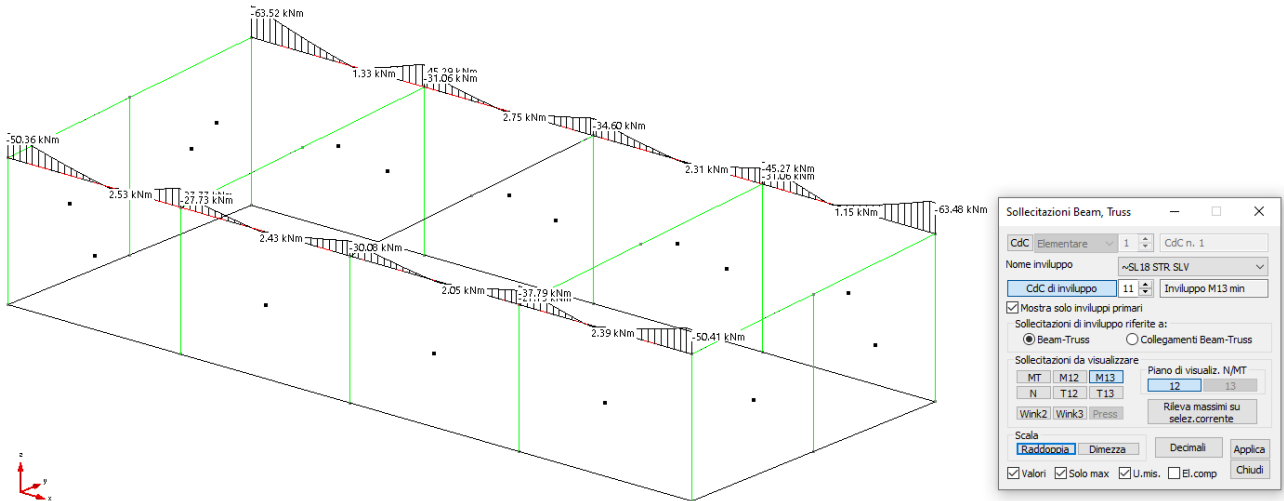 -63.52 kNm
1.33 kNm
-45.29 kNm
-31.06 kNm
2.75 kNm
-34.60 kNm
2.31 kNm
-45.27 kNm
-31.06 kNm
1.15 kNm
-63.48 kNm
-50.36 kNm
2.53 kNm
-27.73 kNm
2.43 kNm
-30.08 kNm
2.05 kNm
-37.79 kNm
2.39 kNm
-50.41 kNm
z
y
x
Sollecitazioni Beam, Truss
CdC Elementare 1 CdC n. 1
Nome inviluppo ~SL18 STR SLV
CdC di inviluppo 11 Inviluppo M13 min
Mostra solo inviluppi primari
Sollecitazioni di inviluppo riferite a:
Beam-Truss Collegamenti Beam-Truss
Sollecitazioni da visualizzare
MT M12 M13
N T12 T13
Wink2 Wink3 Press
Piano di visualiz. N/MT
12 13
Rileva massimi su
selez.corrente
Scala
Raddoppia Dimezza
Decimali
Applica
Valori Solo max U.mis. El.comp
Chiudi